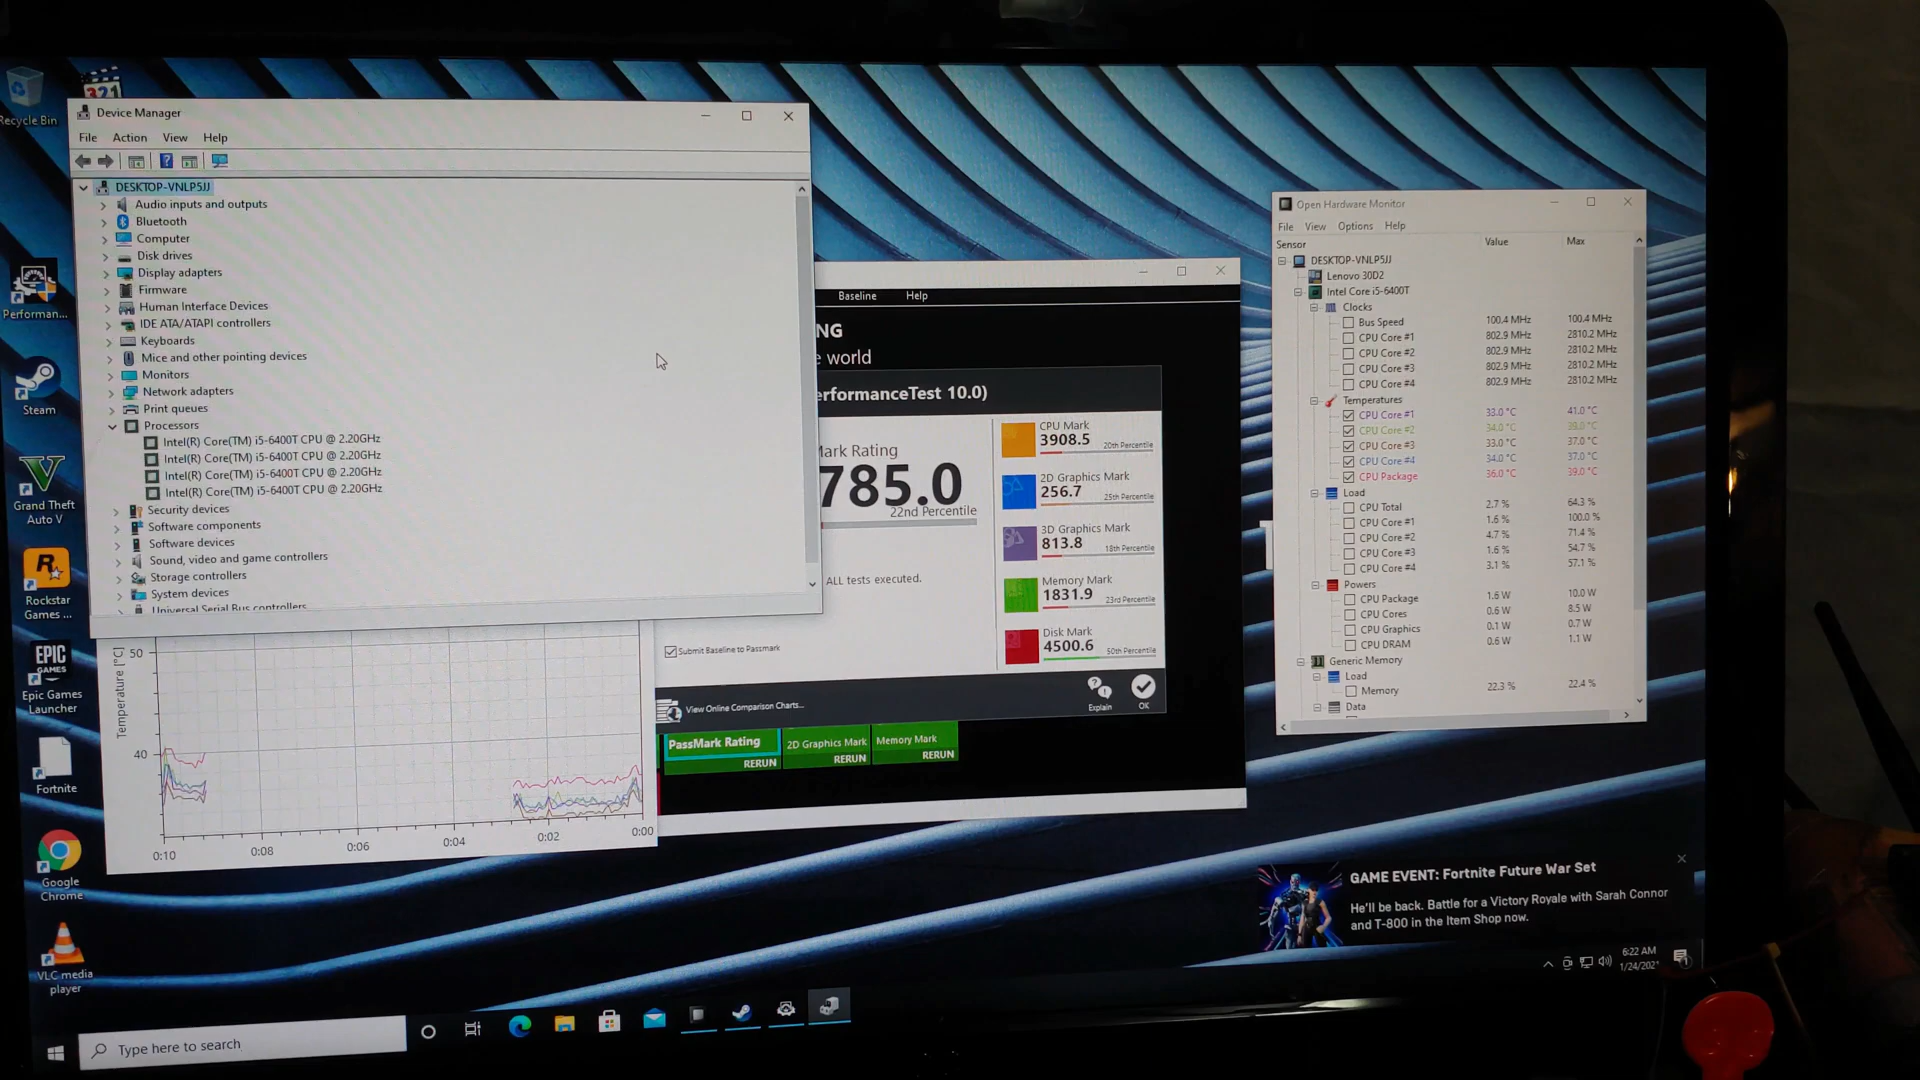 321
Recycle Bin
Performan...
Steam
Grand Theft
Auto V
Rockstar
Games ...
EPIC
GAMES
Epic Games
Launcher
Fortnite
Google
Chrome
VLC media
player
Device Manager
File Action View Help
DESKTOP-VNLP5JJ
Audio inputs and outputs
Bluetooth
Computer
Disk drives
Display adapters
Firmware
Human Interface Devices
IDE ATA/ATAPI controllers
Keyboards
Mice and other pointing devices
Monitors
Network adapters
Print queues
Processors
Intel(R) Core(TM) i5-6400T CPU @ 2.20GHz
Intel(R) Core(TM) i5-6400T CPU @ 2.20GHz
Intel(R) Core(TM) i5-6400T CPU @ 2.20GHz
Intel(R) Core(TM) i5-6400T CPU @ 2.20GHz
Security devices
Software components
Software devices
Sound, video and game controllers
Storage controllers
System devices
Universal Serial Bus controllers
Temperature [°C]
50
40
0:10 0:08 0:06 0:04 0:02 0:00
Baseline Help
NG
e world
erformanceTest 10.0)
Mark Rating
785.0
22nd Percentile
ALL tests executed.
CPU Mark
3908.5 20th Percentile
2D Graphics Mark
256.7 25th Percentile
3D Graphics Mark
813.8 18th Percentile
Memory Mark
1831.9 23rd Percentile
Disk Mark
4500.6 50th Percentile
Submit Baseline to Passmark
View Online Comparison Charts...
Explain
OK
PassMark Rating
RERUN
2D Graphics Mark
RERUN
Memory Mark
RERUN
Open Hardware Monitor
File View Options Help
Sensor Value Max
DESKTOP-VNLP5JJ
Lenovo 30D2
Intel Core i5-6400T
Clocks
Bus Speed 100.4 MHz 100.4 MHz
CPU Core #1 802.9 MHz 2810.2 MHz
CPU Core #2 802.9 MHz 2810.2 MHz
CPU Core #3 802.9 MHz 2810.2 MHz
CPU Core #4 802.9 MHz 2810.2 MHz
Temperatures
CPU Core #1 33.0 °C 41.0 °C
CPU Core #2 34.0 °C 39.0 °C
CPU Core #3 33.0 °C 37.0 °C
CPU Core #4 34.0 °C 37.0 °C
CPU Package 36.0 °C 39.0 °C
Load
CPU Total 2.7 % 64.3 %
CPU Core #1 1.6 % 100.0 %
CPU Core #2 4.7 % 71.4 %
CPU Core #3 1.6 % 54.7 %
CPU Core #4 3.1 % 57.1 %
Powers
CPU Package 1.6 W 10.0 W
CPU Cores 0.6 W 8.5 W
CPU Graphics 0.1 W 0.7 W
CPU DRAM 0.6 W 1.1 W
Generic Memory
Load
Memory 22.3 % 22.4 %
Data
GAME EVENT: Fortnite Future War Set
He'll be back. Battle for a Victory Royale with Sarah Connor
and T-800 in the Item Shop now.
6:22 AM
1/24/202
Type here to search